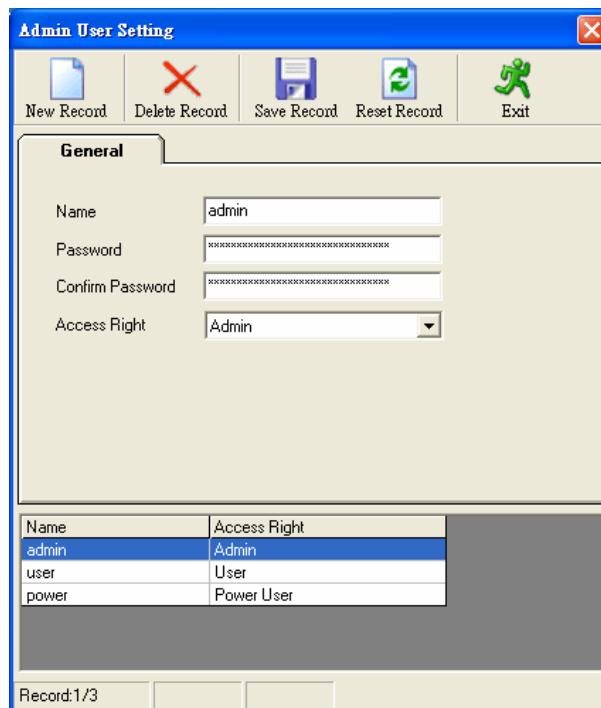 Admin User Setting
New Record Delete Record Save Record Reset Record Exit
General
Name admin
Password ********************************
Confirm Password ********************************
Access Right Admin
Name Access Right
admin Admin
user User
power Power User
Record:1/3